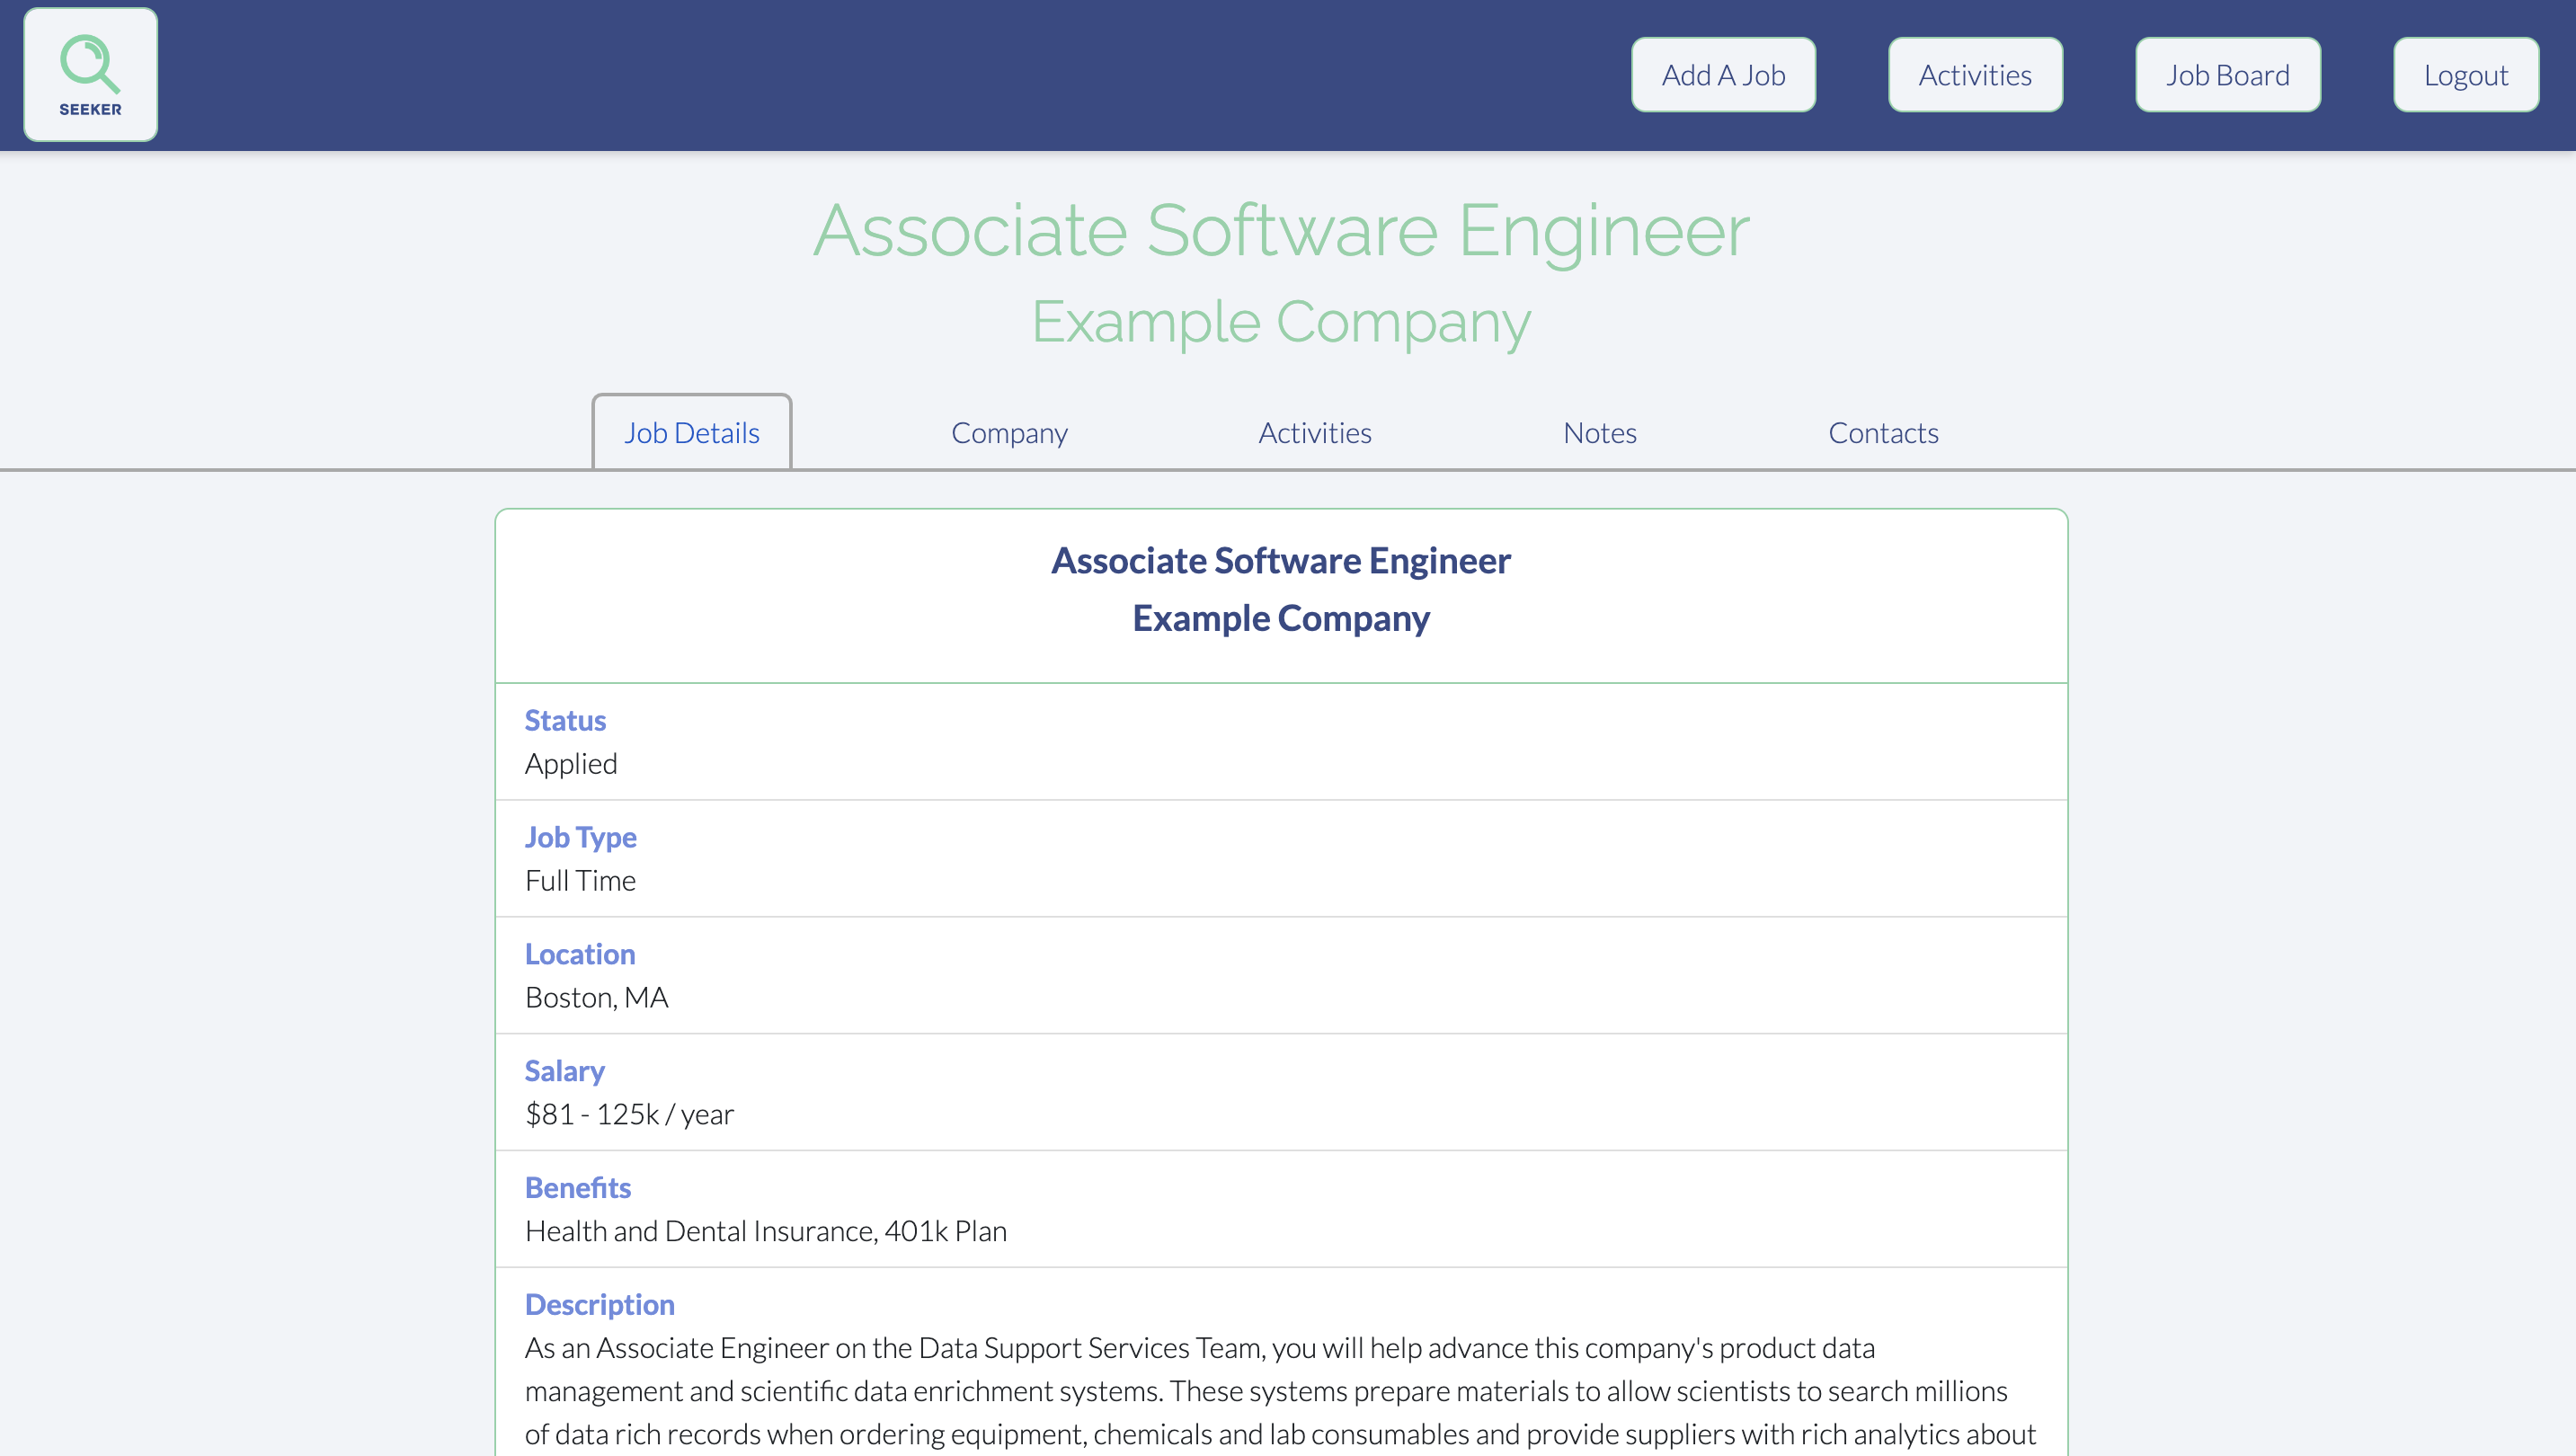 SEEKER
Add A Job
Activities
Job Board
Logout
Associate Software Engineer
Example Company
Job Details
Company
Activities
Notes
Contacts
Associate Software Engineer
Example Company
Status
Applied
Job Type
Full Time
Location
Boston, MA
Salary
$81 - 125k / year
Benefits
Health and Dental Insurance, 401k Plan
Description
As an Associate Engineer on the Data Support Services Team, you will help advance this company's product data
management and scientific data enrichment systems. These systems prepare materials to allow scientists to search millions
of data rich records when ordering equipment, chemicals and lab consumables and provide suppliers with rich analytics about